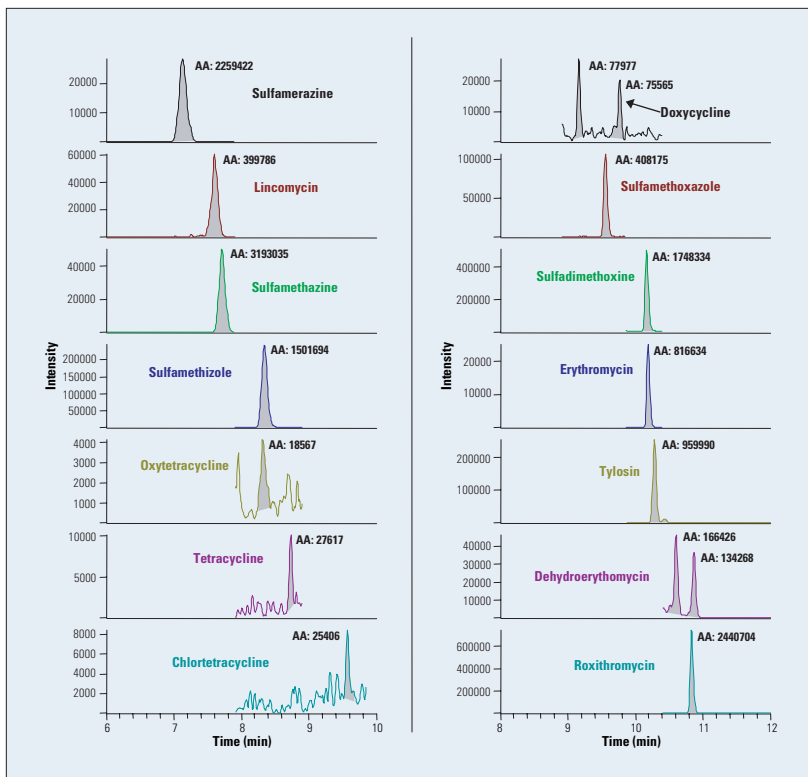 AA: 2259422
Sulfamerazine
20000
10000
AA: 399786
Lincomycin
60000
40000
20000
AA: 3193035
Sulfamethazine
40000
20000
AA: 1501694
Sulfamethizole
200000
150000
100000
50000
AA: 18567
Oxytetracycline
4000
3000
2000
1000
0
AA: 27617
Tetracycline
10000
5000
AA: 25406
Chlortetracycline
8000
6000
4000
2000
0
Intensity
6 7 8 9 10
Time (min)
AA: 77977
AA: 75565
Doxycycline
20000
10000
AA: 408175
Sulfamethoxazole
100000
50000
AA: 1748334
Sulfadimethoxine
400000
200000
AA: 816634
Erythromycin
20000
10000
AA: 959990
Tylosin
200000
100000
AA: 166426
AA: 134268
Dehydroerythomycin
40000
30000
20000
10000
AA: 2440704
Roxithromycin
600000
400000
200000
Intensity
8 9 10 11 12
Time (min)